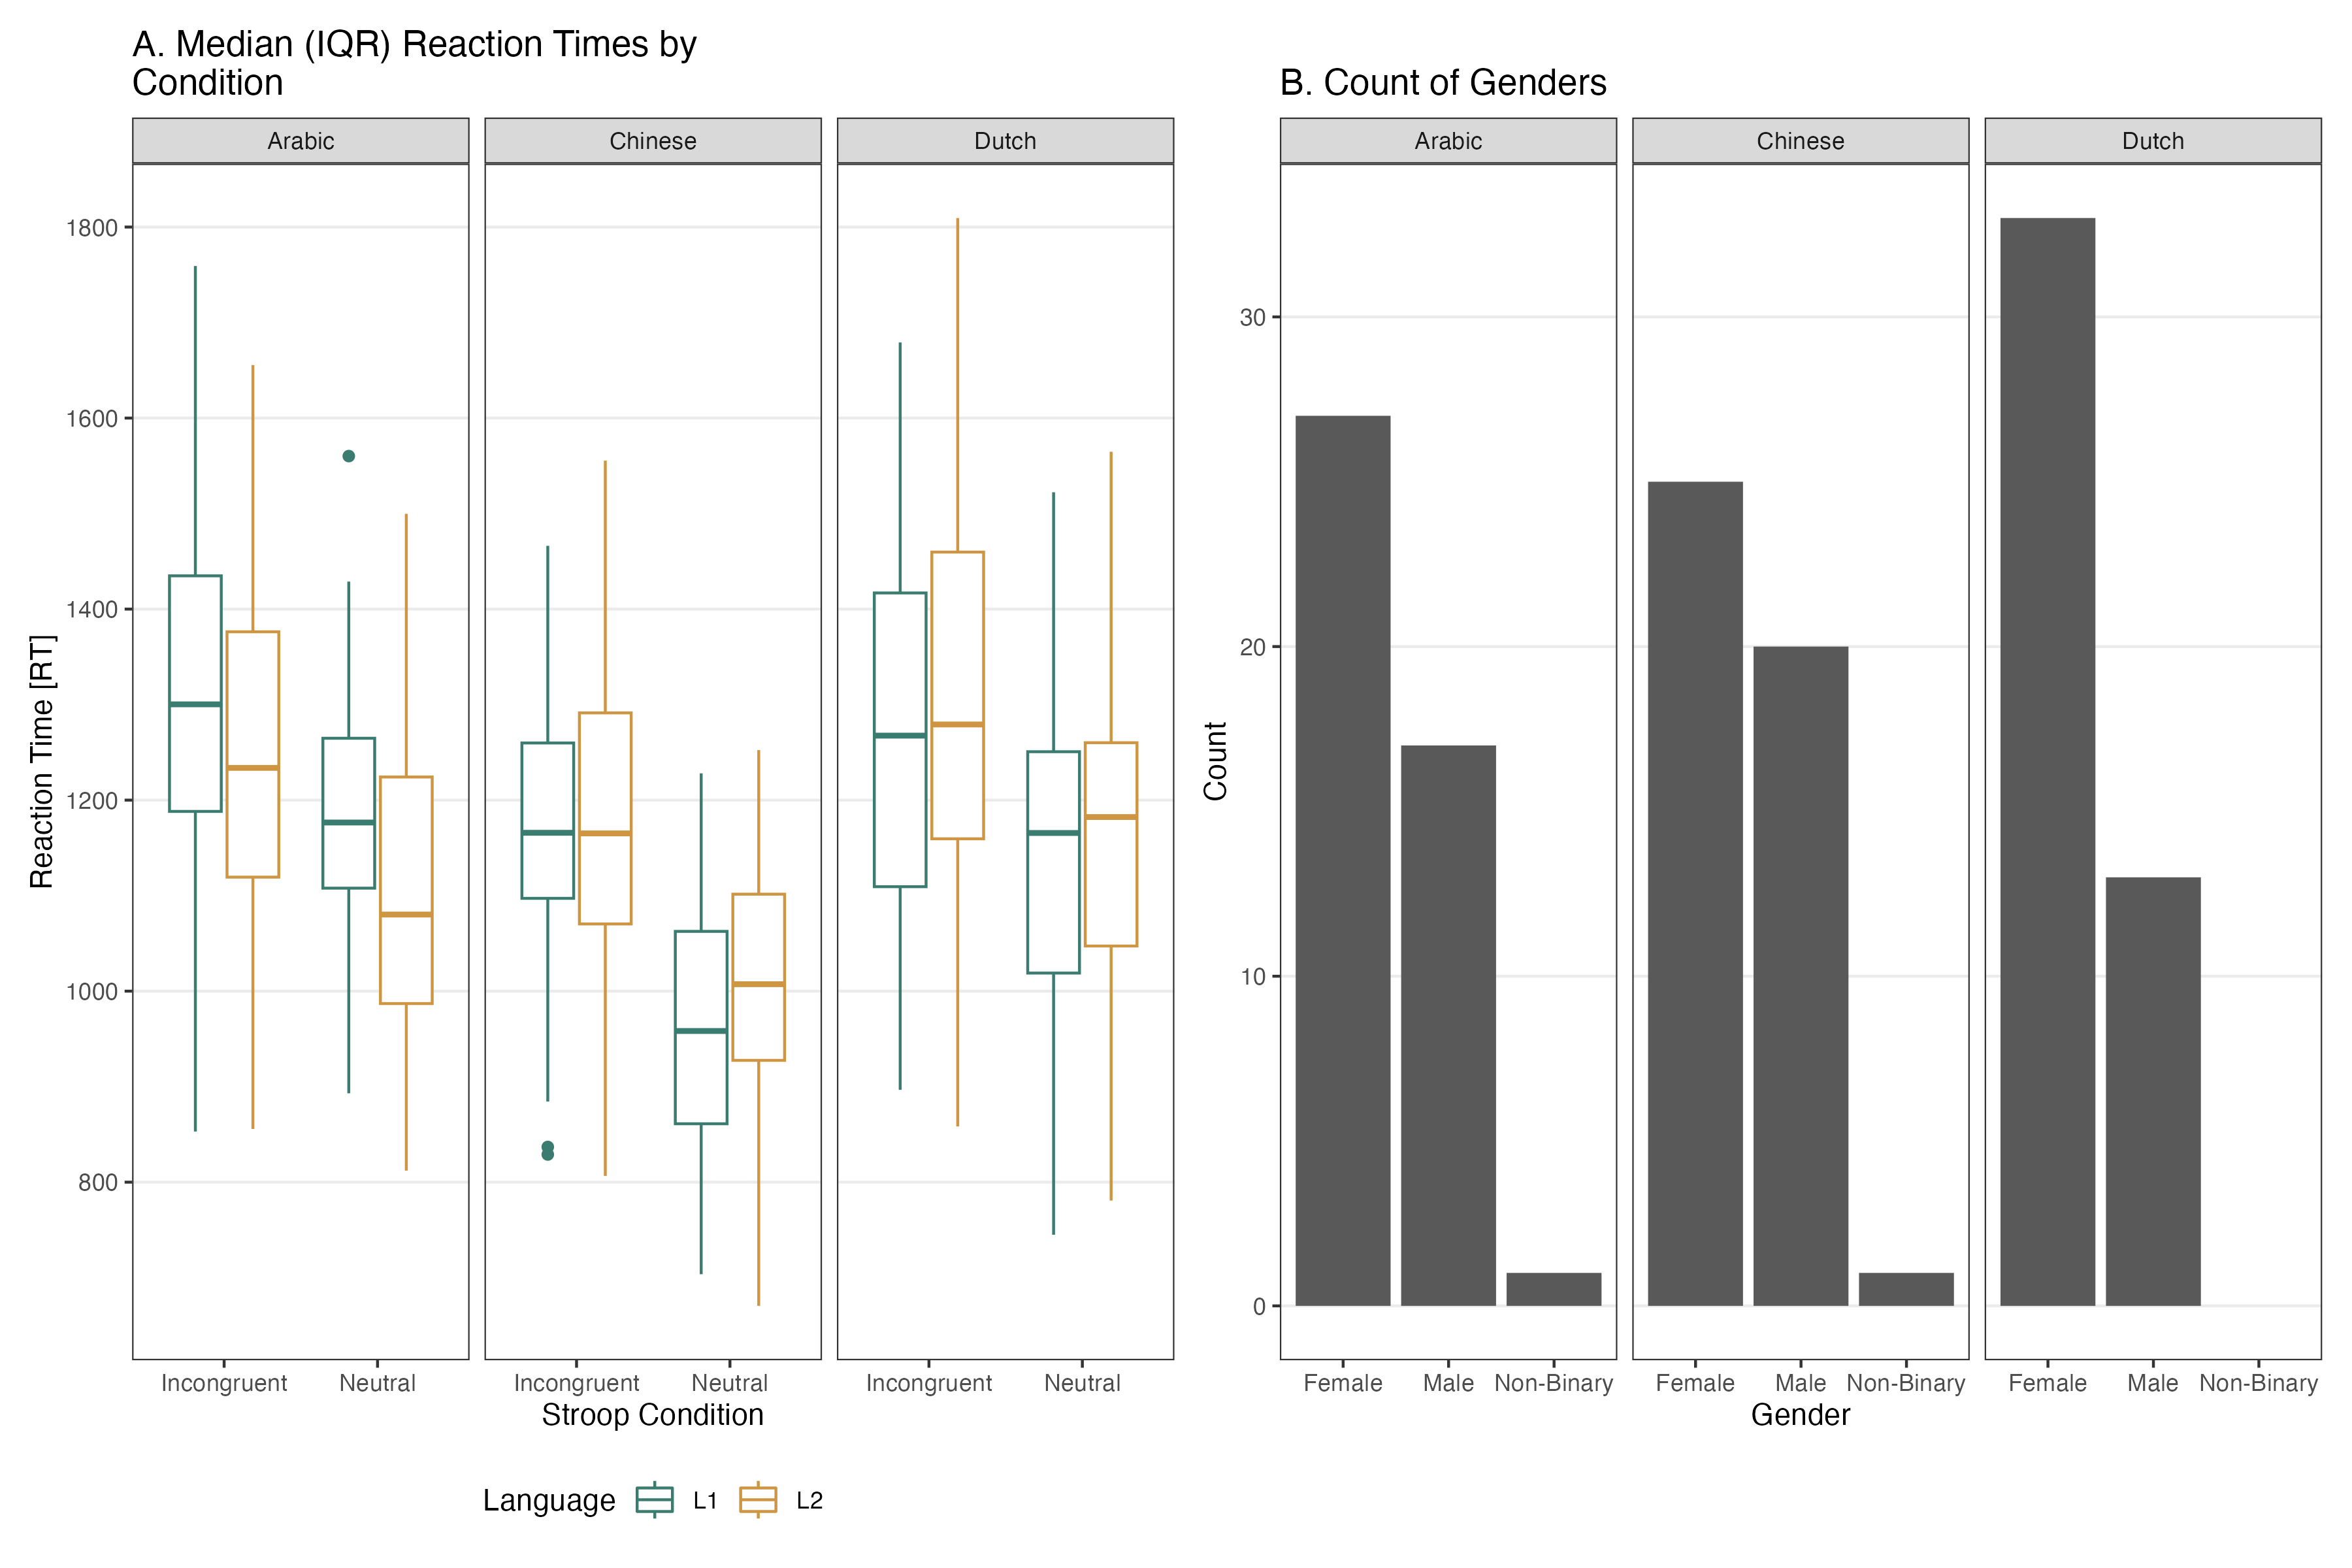 A. Median (IQR) Reaction Times by
Condition
Arabic
Chinese
Dutch
1800
1600
1400
1200
1000
800
Reaction Time [RT]
Incongruent
Neutral
Incongruent
Neutral
Incongruent
Neutral
Stroop Condition
Language
L1
L2
B. Count of Genders
Arabic
Chinese
Dutch
30
20
10
0
Count
Female
Male
Non-Binary
Female
Male
Non-Binary
Female
Male
Non-Binary
Gender